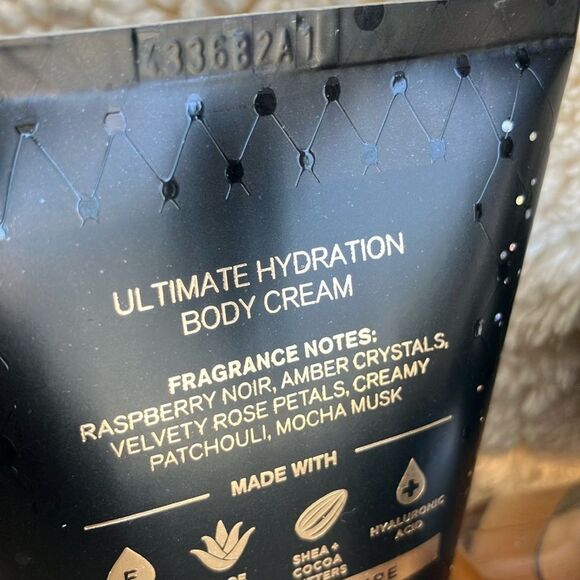 4336B2A1
ULTIMATE HYDRATION
BODY CREAM
FRAGRANCE NOTES:
RASPBERRY NOIR, AMBER CRYSTALS,
VELVETY ROSE PETALS, CREAMY
PATCHOULI, MOCHA MUSK
MADE WITH
E
SHEA +
COCOA
HYALURONIC
ACID